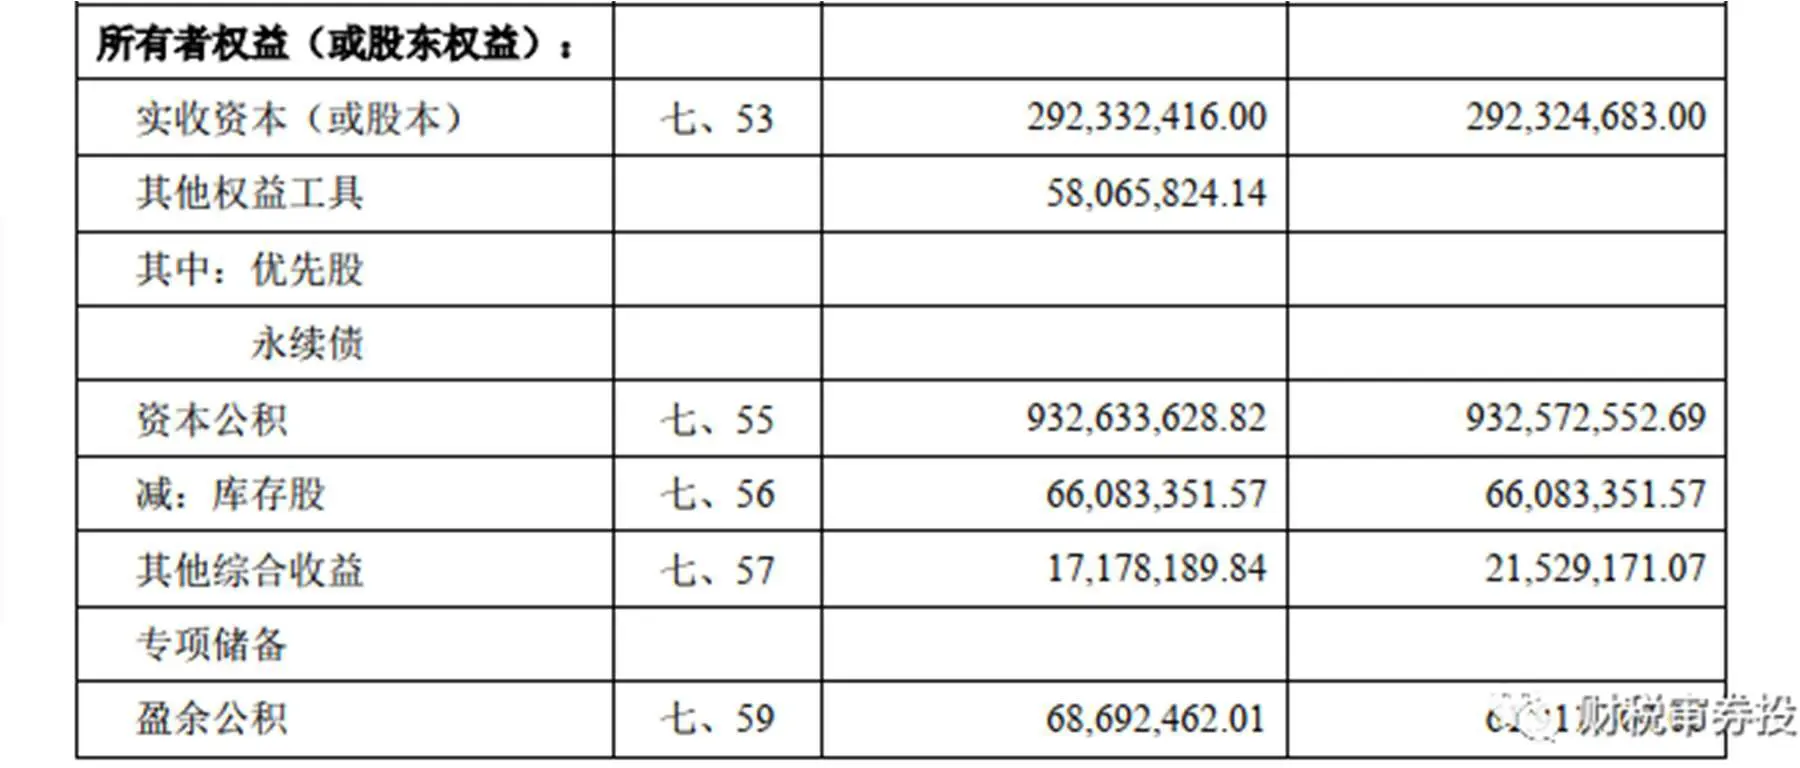 所有者权益（或股东权益）：
实收资本（或股本） 七、53 292,332,416.00 292,324,683.00
其他权益工具 58,065,824.14
其中：优先股
永续债
资本公积 七、55 932,633,628.82 932,572,552.69
减：库存股 七、56 66,083,351.57 66,083,351.57
其他综合收益 七、57 17,178,189.84 21,529,171.07
专项储备
盈余公积 七、59 68,692,462.01
财税审券投